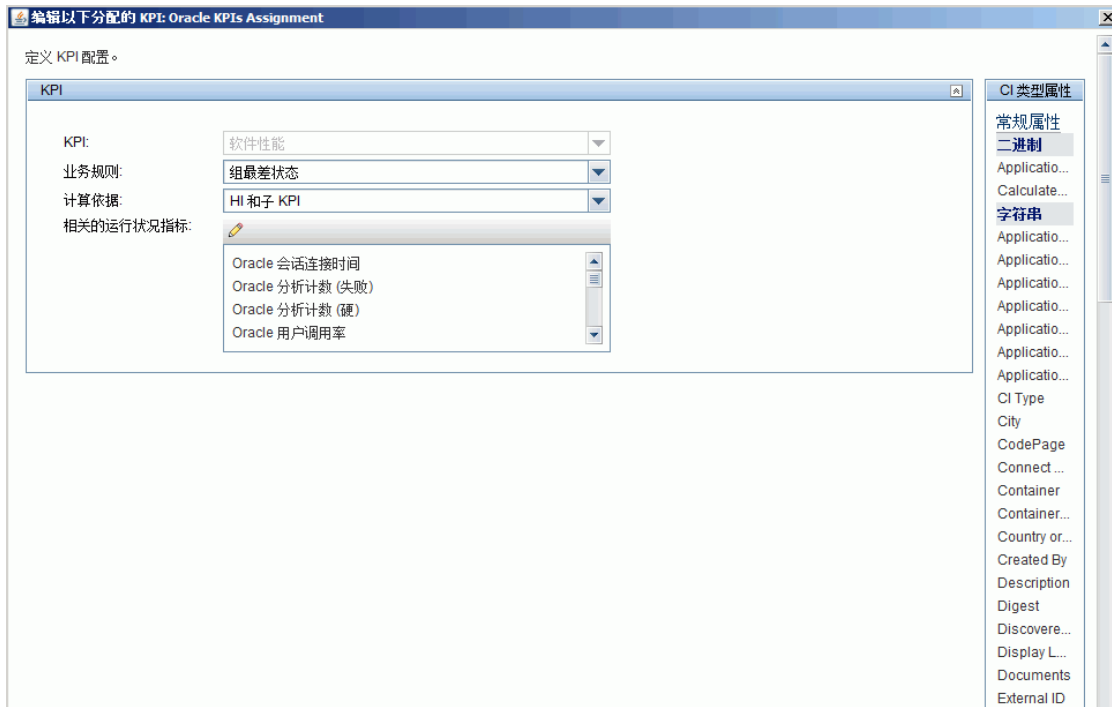 编辑以下分配的 KPI: Oracle KPIs Assignment
定义 KPI 配置。
KPI
KPI:
软件性能
业务规则:
组最差状态
计算依据:
HI 和子 KPI
相关的运行状况指标:
Oracle 会话连接时间
Oracle 分析计数 (失败)
Oracle 分析计数 (硬)
Oracle 用户调用率
CI 类型属性
常规属性
二进制
Applicatio...
Calculate...
字符串
Applicatio...
Applicatio...
Applicatio...
Applicatio...
Applicatio...
Applicatio...
Applicatio...
CI Type
City
CodePage
Connect ...
Container
Container...
Country or...
Created By
Description
Digest
Discovere...
Display L...
Documents
External ID